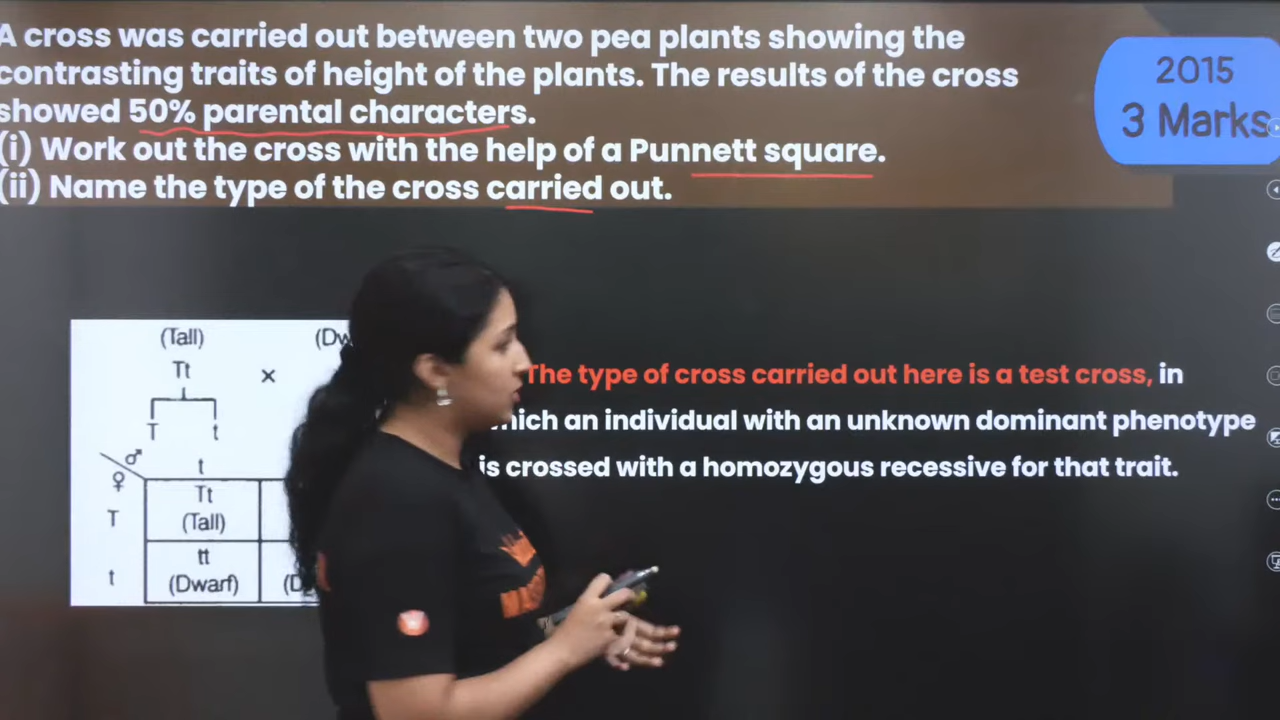 A cross was carried out between two pea plants showing the
contrasting traits of height of the plants. The results of the cross
showed 50% parental characters.
(i) Work out the cross with the help of a Punnett square.
(ii) Name the type of the cross carried out.
2015
3 Marks
(Tall) (Dw
Tt ×
T t
♂ t
♀
Tt
T (Tall)
tt
t (Dwarf) (D
The type of cross carried out here is a test cross, in
which an individual with an unknown dominant phenotype
is crossed with a homozygous recessive for that trait.